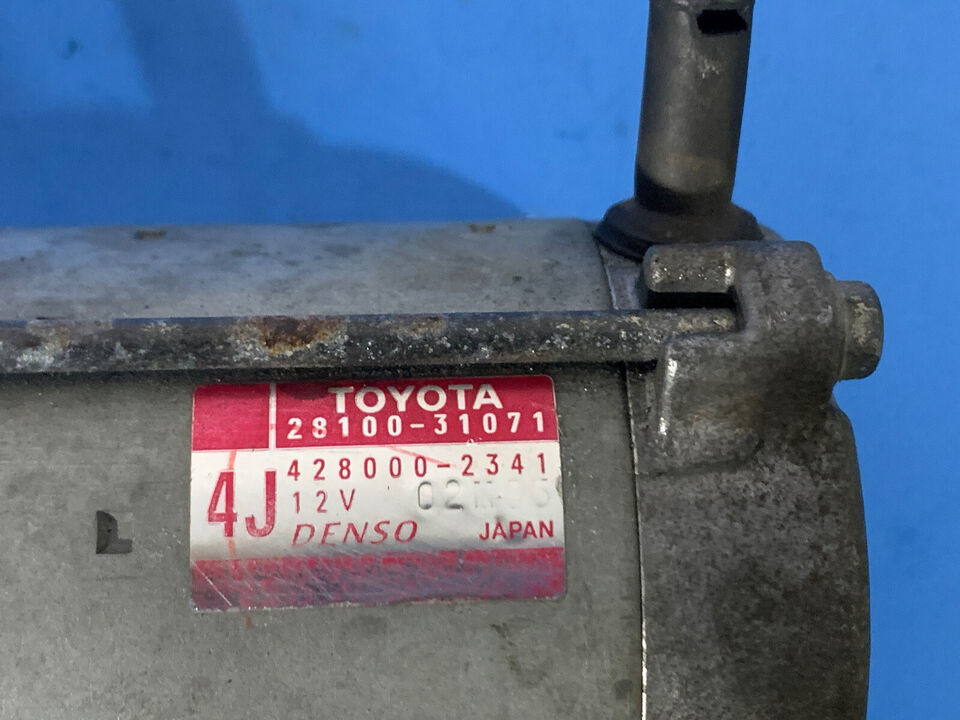 TOYOTA
28100-31071
428000-2341
4J
12V
DENSO JAPAN